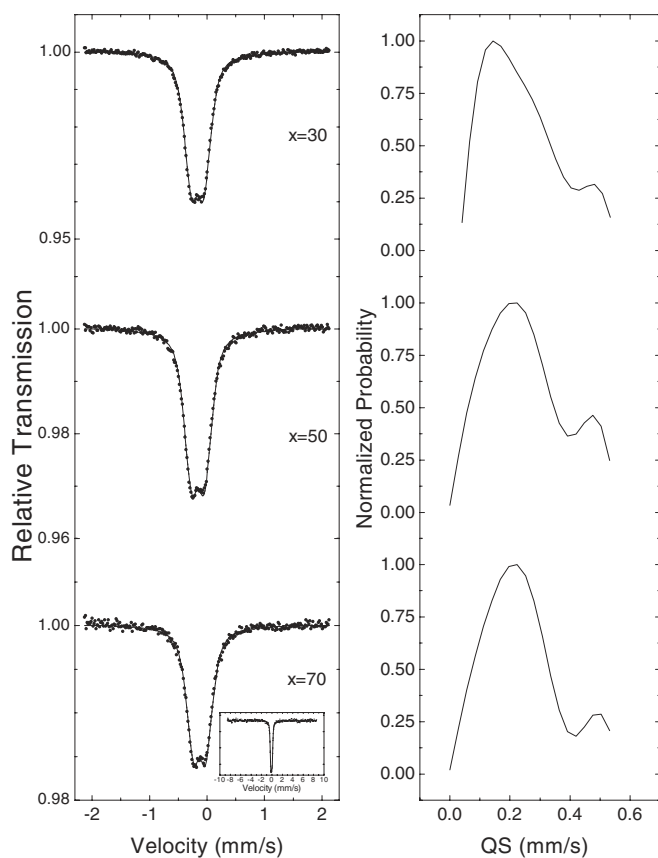 Relative Transmission
1.00
0.95
x=30
1.00
0.98
0.96
x=50
1.00
0.98
x=70
-10 -8 -6 -4 -2 0 2 4 6 8 10
Velocity (mm/s)
-2 -1 0 1 2
Velocity (mm/s)
Normalized Probability
1.00
0.75
0.50
0.25
0.00
1.00
0.75
0.50
0.25
0.00
1.00
0.75
0.50
0.25
0.00
0.0 0.2 0.4 0.6
QS (mm/s)